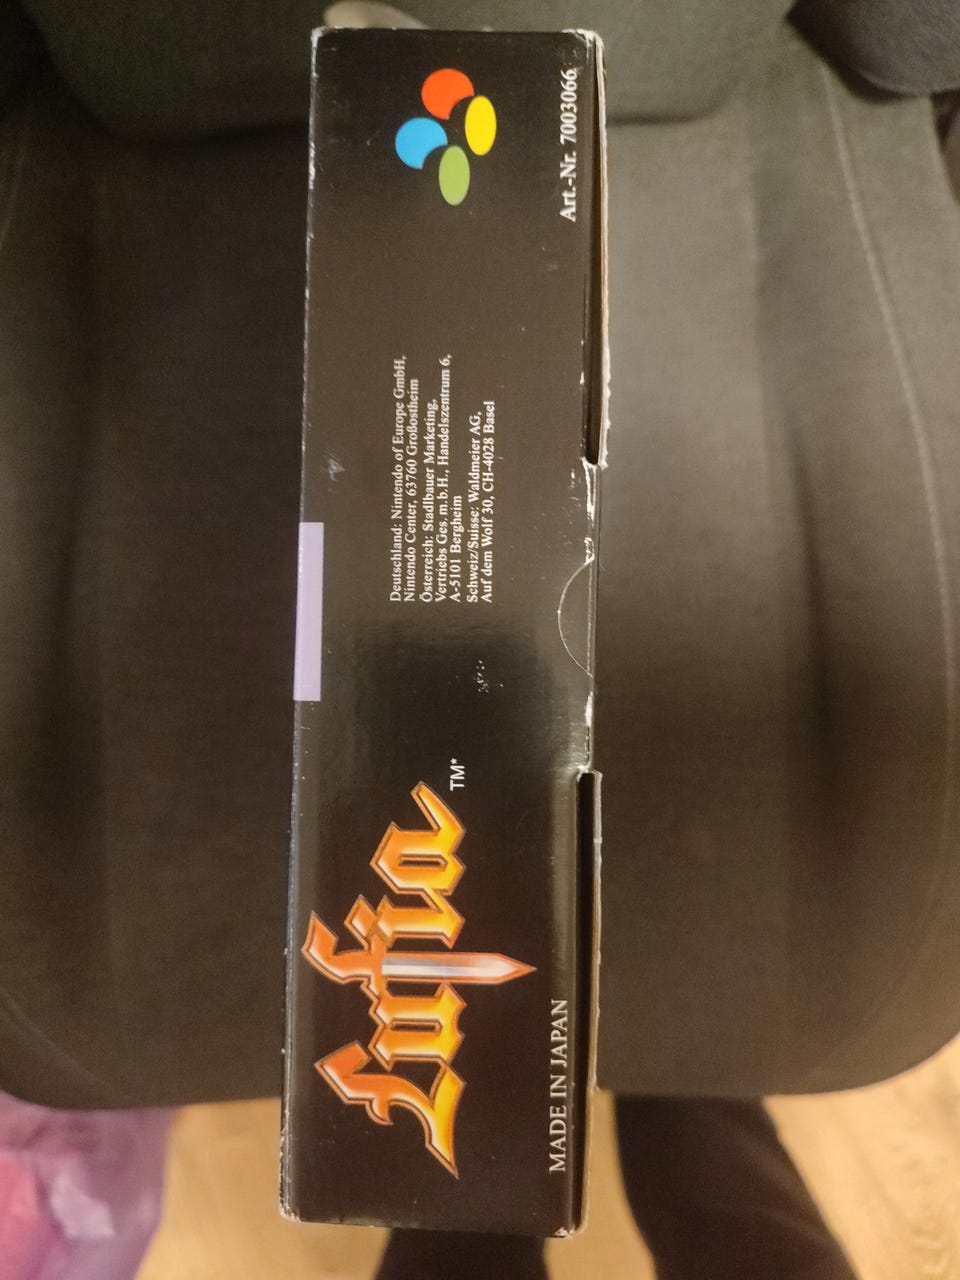 Lufia
TM*
MADE IN JAPAN
Deutschland: Nintendo of Europe GmbH,
Nintendo Center, 63760 Großostheim
Österreich: Stadlbauer Marketing,
Vertriebs Ges. m. b. H., Handelszentrum 6,
A-5101 Bergheim
Schweiz/Suisse: Waldmeier AG,
Auf dem Wolf 30, CH-4028 Basel
Art.-Nr. 7003066